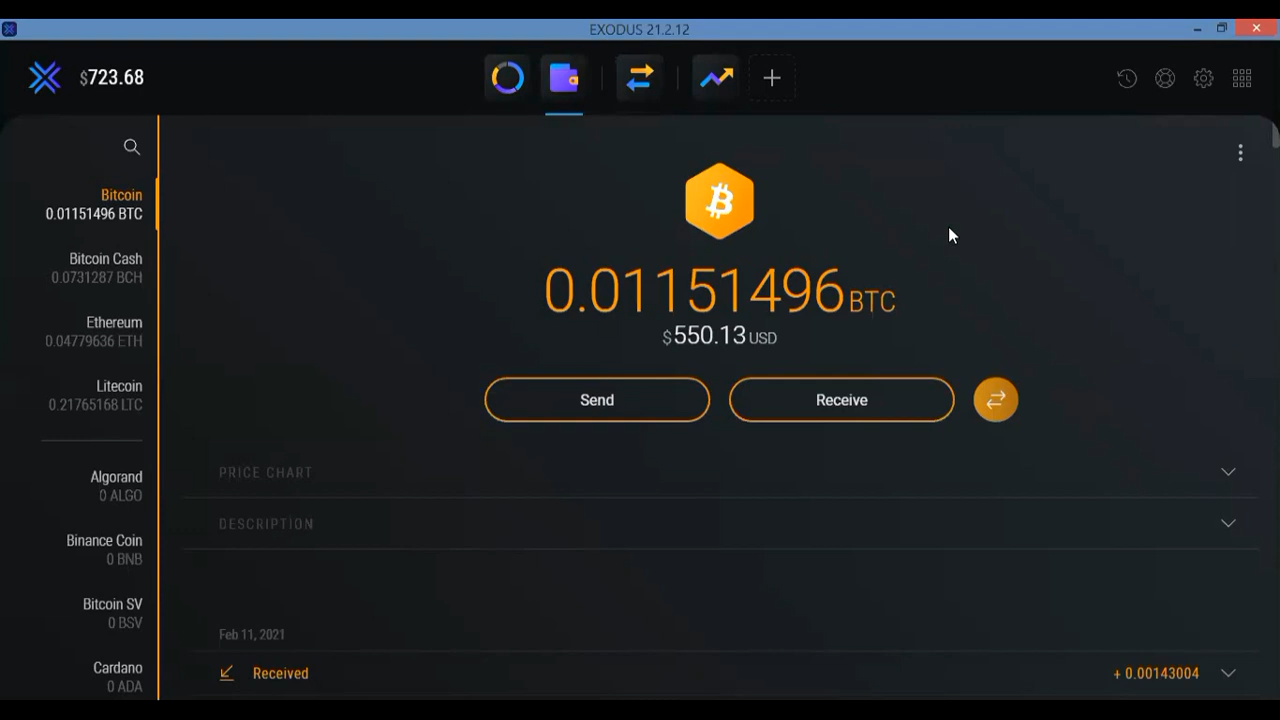 EXODUS 21.2.12
$723.68
Bitcoin
0.01151496 BTC
Bitcoin Cash
0.0731287 BCH
Ethereum
0.04779636 ETH
Litecoin
0.21765168 LTC
Algorand
0 ALGO
Binance Coin
0 BNB
Bitcoin SV
0 BSV
Cardano
0 ADA
0.01151496 BTC
$550.13 USD
Send
Receive
PRICE CHART
DESCRIPTION
Feb 11, 2021
Received
+ 0.00143004